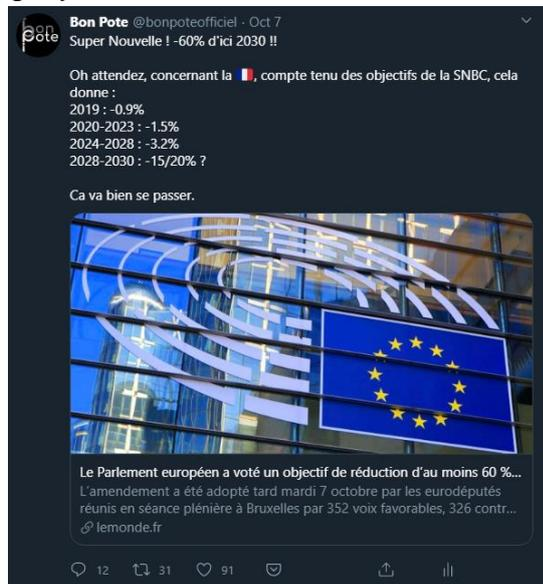 bon
pote
Bon Pote @bonpoteofficiel · Oct 7
Super Nouvelle ! -60% d'ici 2030 !!
Oh attendez, concernant la 🇫🇷, compte tenu des objectifs de la SNBC, cela
donne :
2019 : -0.9%
2020-2023 : -1.5%
2024-2028 : -3.2%
2028-2030 : -15/20% ?
Ca va bien se passer.
Le Parlement européen a voté un objectif de réduction d'au moins 60 %...
L'amendement a été adopté tard mardi 7 octobre par les eurodéputés
réunis en séance plénière à Bruxelles par 352 voix favorables, 326 contr...
lemonde.fr
12 31 91